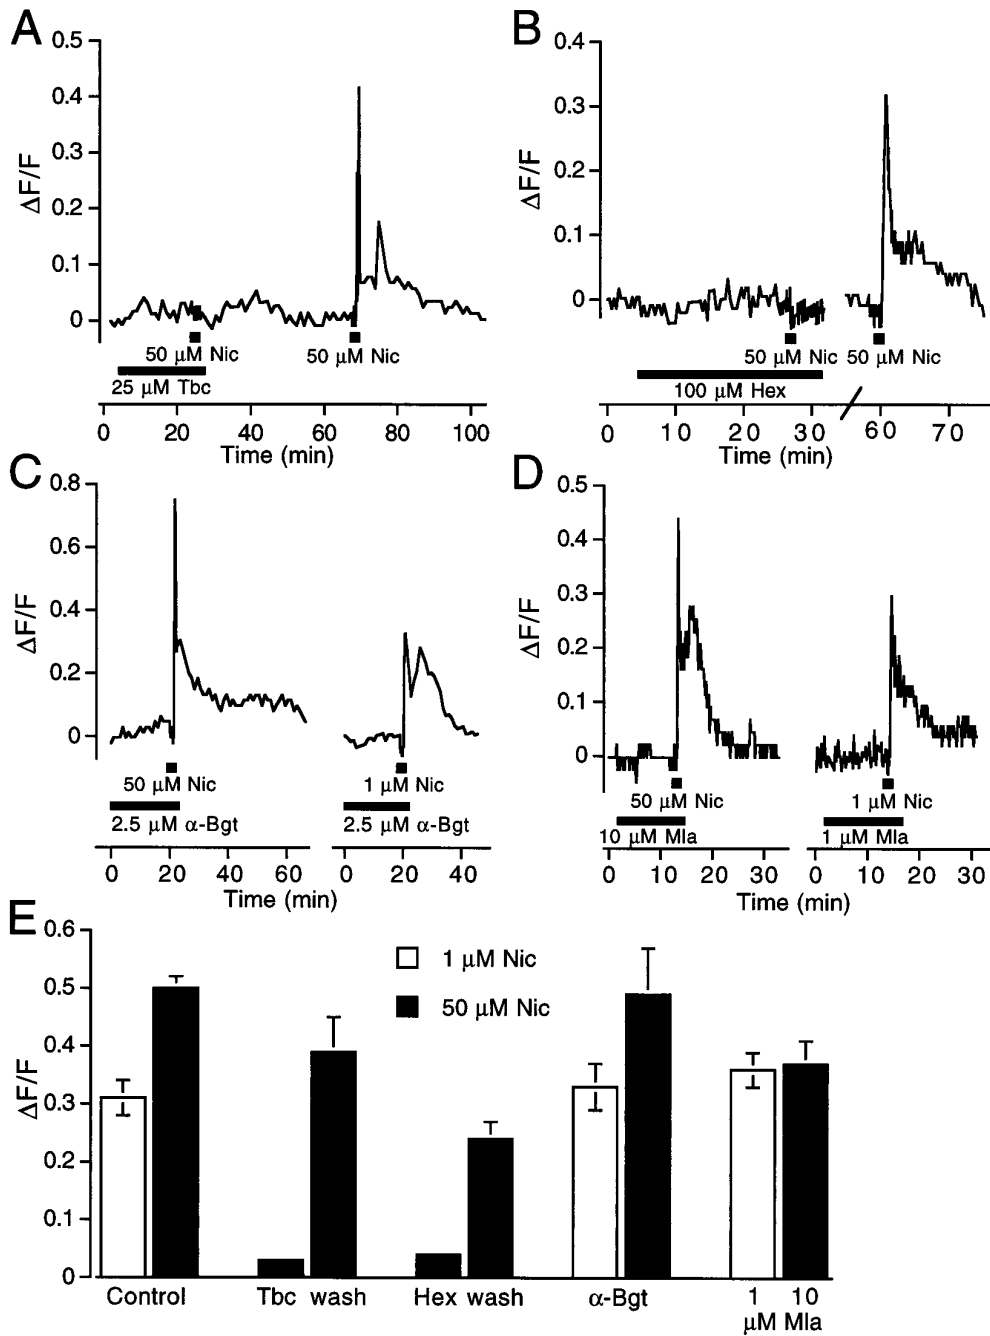 A
0.5
0.4
0.3
0.2
0.1
0
ΔF/F
50 µM Nic
50 µM Nic
25 µM Tbc
0 20 40 60 80 100
Time (min)
B
0.4
0.3
0.2
0.1
0
ΔF/F
50 µM Nic
50 µM Nic
100 µM Hex
0 10 20 30 60 70
Time (min)
C
0.8
0.6
0.4
0.2
0
ΔF/F
50 µM Nic
1 µM Nic
2.5 µM α-Bgt
2.5 µM α-Bgt
0 20 40 60 0 20 40
Time (min)
D
0.5
0.4
0.3
0.2
0.1
0
ΔF/F
50 µM Nic
1 µM Nic
10 µM Mla
1 µM Mla
0 10 20 30 0 10 20 30
Time (min)
E
0.6
0.5
0.4
0.3
0.2
0.1
0
ΔF/F
1 µM Nic
50 µM Nic
Control Tbc wash Hex wash α-Bgt 1 10
µM Mla